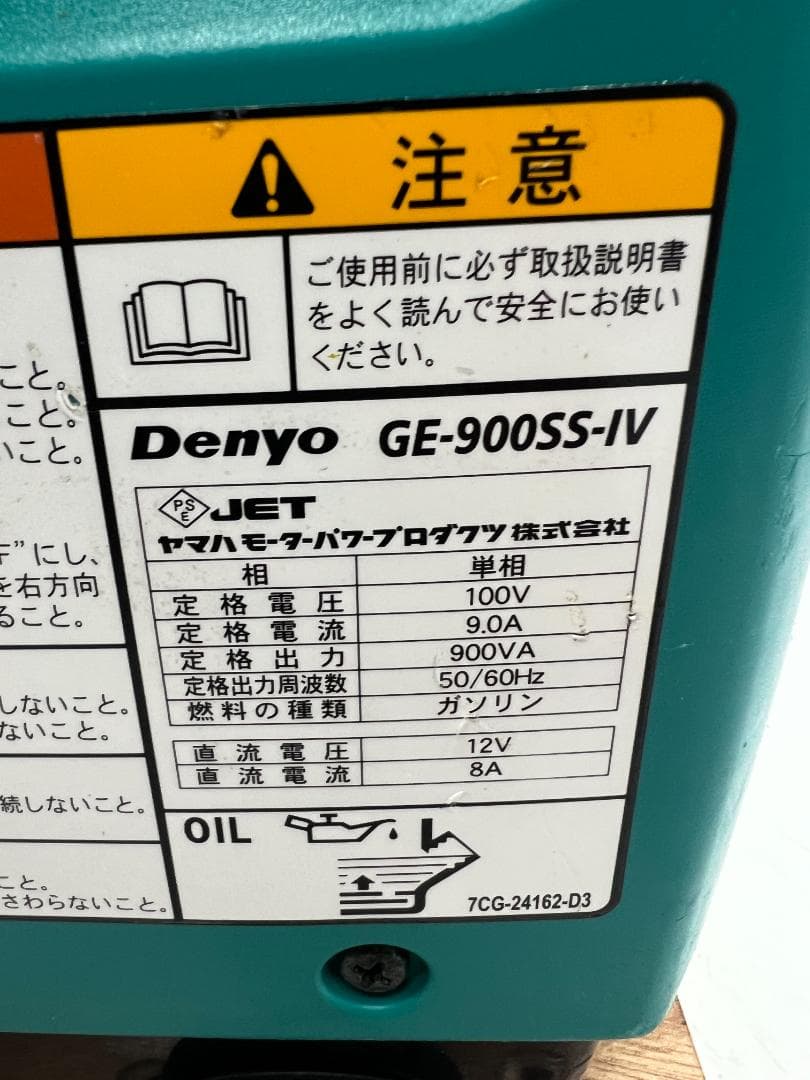 注意
ご使用前に必ず取扱説明書
をよく読んで安全にお使い
ください。
Denyo GE-900SS-IV
PSE JET
ヤマハモーターパワープロダクツ株式会社
相 単相
定格電圧 100V
定格電流 9.0A
定格出力 900VA
定格出力周波数 50/60Hz
燃料の種類 ガソリン
直流電圧 12V
直流電流 8A
OIL
7CG-24162-D3
こと。
こと。
いこと。
”にし、
を右方向
ること。
しないこと。
ないこと。
続しないこと。
こと。
さわらないこと。